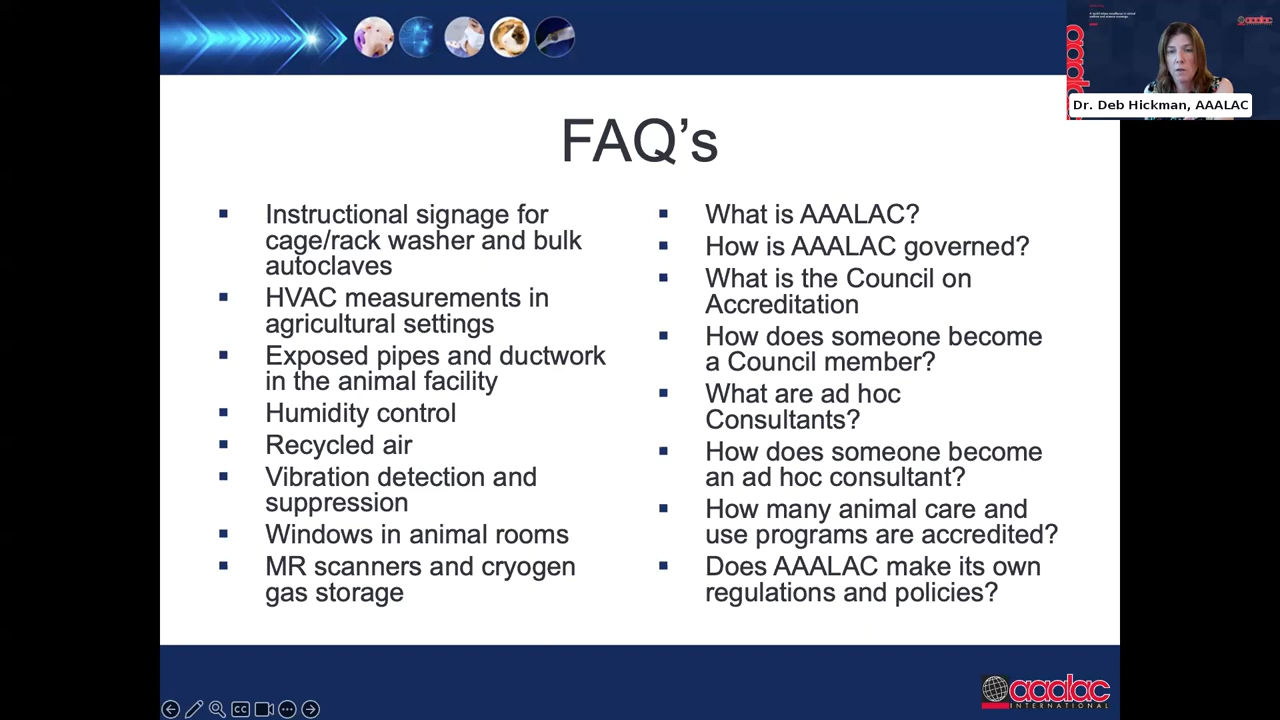 aaalac
Dr. Deb Hickman, AAALAC
FAQ’s
Instructional signage for
cage/rack washer and bulk
autoclaves
HVAC measurements in
agricultural settings
Exposed pipes and ductwork
in the animal facility
Humidity control
Recycled air
Vibration detection and
suppression
Windows in animal rooms
MR scanners and cryogen
gas storage
What is AAALAC?
How is AAALAC governed?
What is the Council on
Accreditation
How does someone become
a Council member?
What are ad hoc
Consultants?
How does someone become
an ad hoc consultant?
How many animal care and
use programs are accredited?
Does AAALAC make its own
regulations and policies?
CC
aaalac
INTERNATIONAL